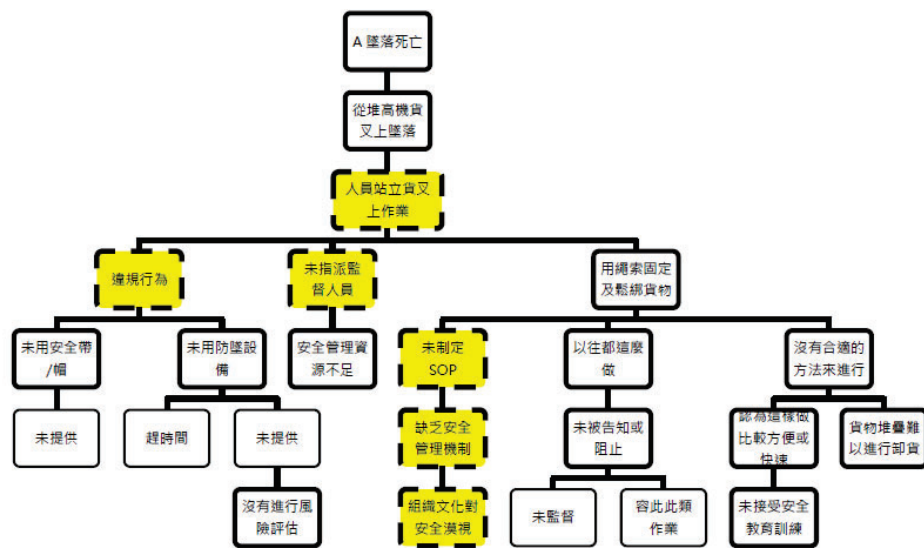 A 墜落死亡
從堆高機貨
叉上墜落
人員站立貨叉
上作業
違規行為
未指派監
督人員
用繩索固定
及鬆綁貨物
未用安全帶
/帽
未用防墜設
備
安全管理資
源不足
未制定
SOP
以往都這麼
做
沒有合適的
方法來進行
未提供
趕時間
未提供
缺乏安全
管理機制
未被告知或
阻止
認為這樣做
比較方便或
快速
貨物堆疊難
以進行卸貨
沒有進行風
險評估
組織文化對
安全漠視
未監督
容此此類
作業
未接受安全
教育訓練